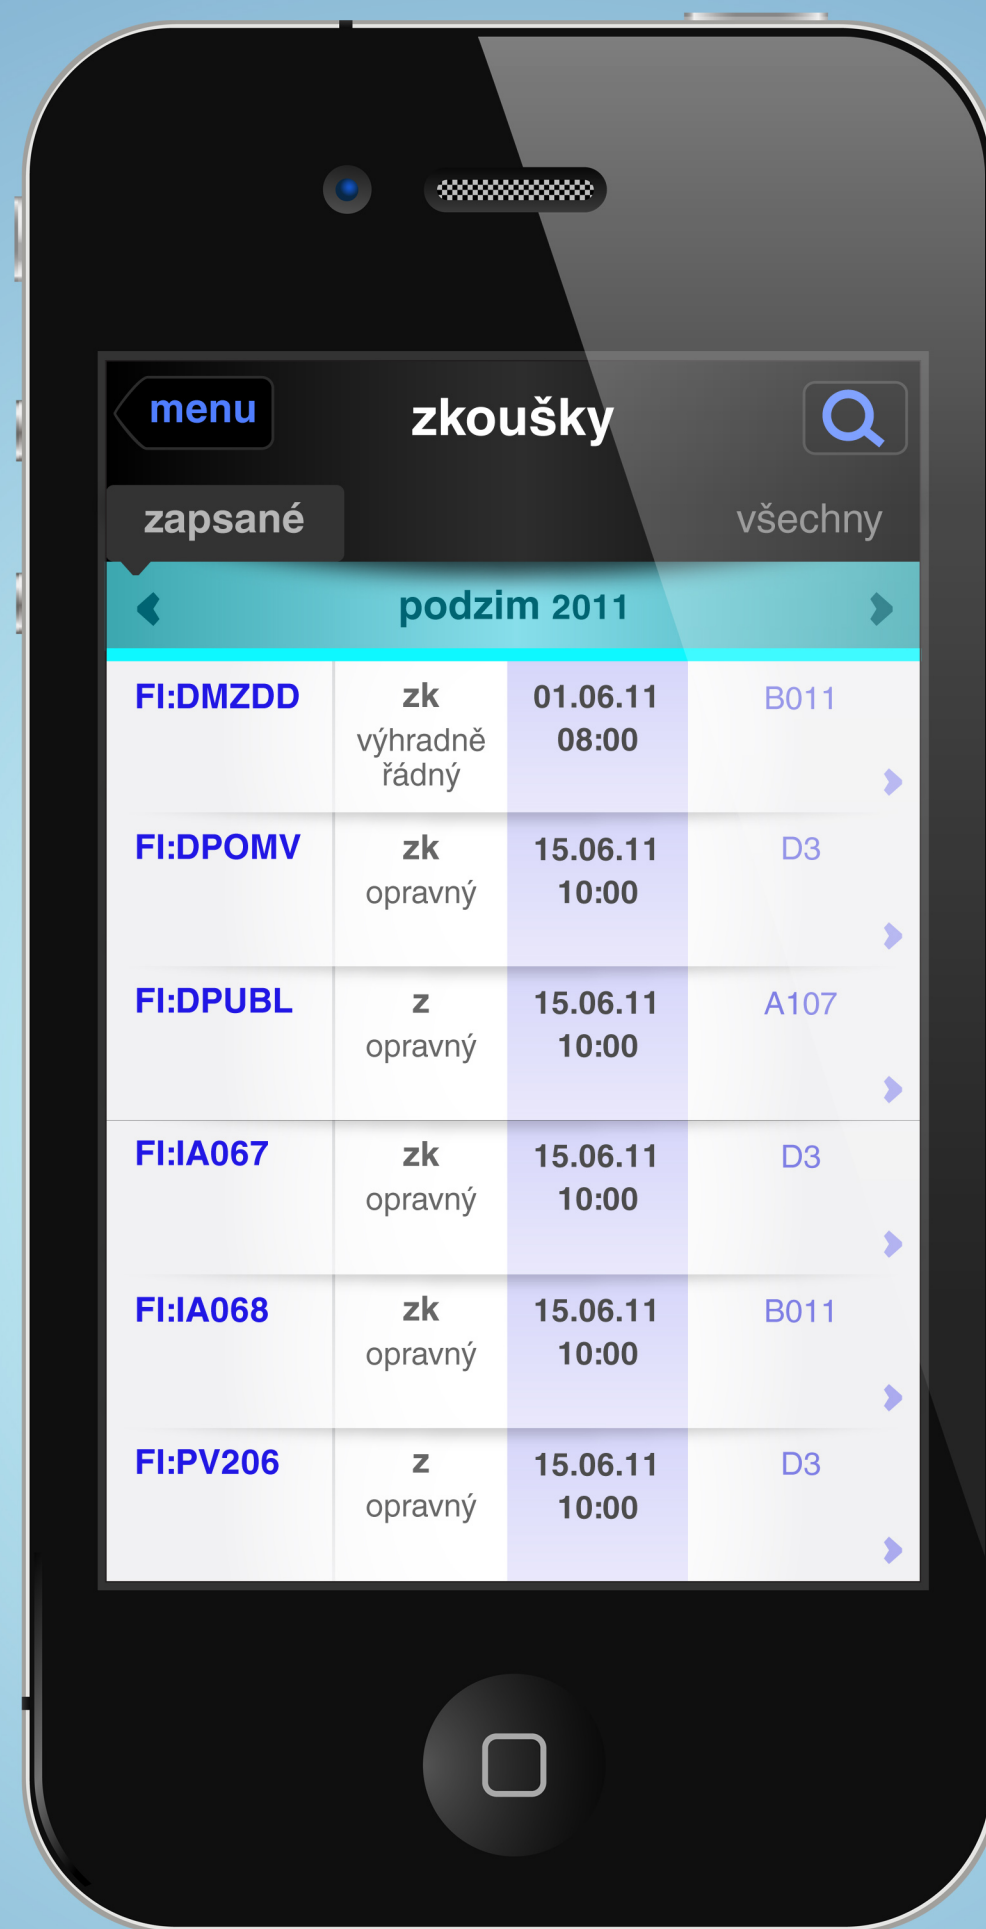 menu
zkoušky
zapsané
všechny
podzim 2011
FI:DMZDD zk 01.06.11 B011
výhradně 08:00
řádný
FI:DPOMV zk 15.06.11 D3
opravný 10:00
FI:DPUBL z 15.06.11 A107
opravný 10:00
FI:IA067 zk 15.06.11 D3
opravný 10:00
FI:IA068 zk 15.06.11 B011
opravný 10:00
FI:PV206 z 15.06.11 D3
opravný 10:00